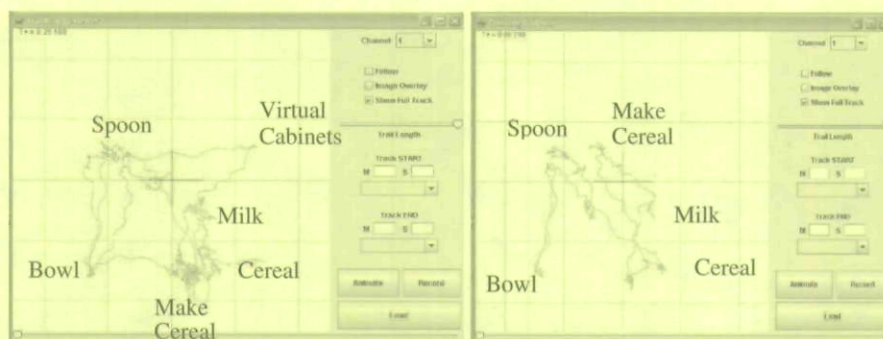 Channel 1
Follow
Image Overlay
Show Full Track
Trail Length
Track START
M S
Track END
M S
Animate Record
Load
Spoon
Virtual
Cabinets
Milk
Bowl
Cereal
Make
Cereal
Channel 1
Follow
Image Overlay
Show Full Track
Trail Length
Track START
M S
Track END
M S
Animate Record
Load
Spoon
Make
Cereal
Milk
Bowl
Cereal